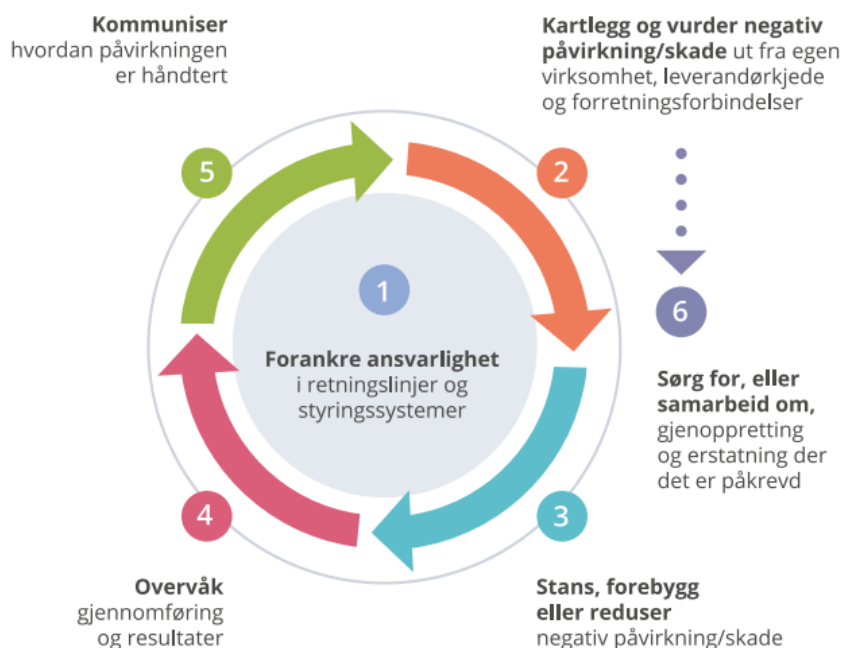 Kommuniser
hvordan påvirkningen
er håndtert
Kartlegg og vurder negativ
påvirkning/skade ut fra egen
virksomhet, leverandørkjede
og forretningsforbindelser
5
2
1
Forankre ansvarlighet
i retningslinjer og
styringssystemer
6
Sørg for, eller
samarbeid om,
gjenoppretting
og erstatning der
det er påkrevd
4
3
Overvåk
gjennomføring
og resultater
Stans, forebygg
eller reduser
negativ påvirkning/skade